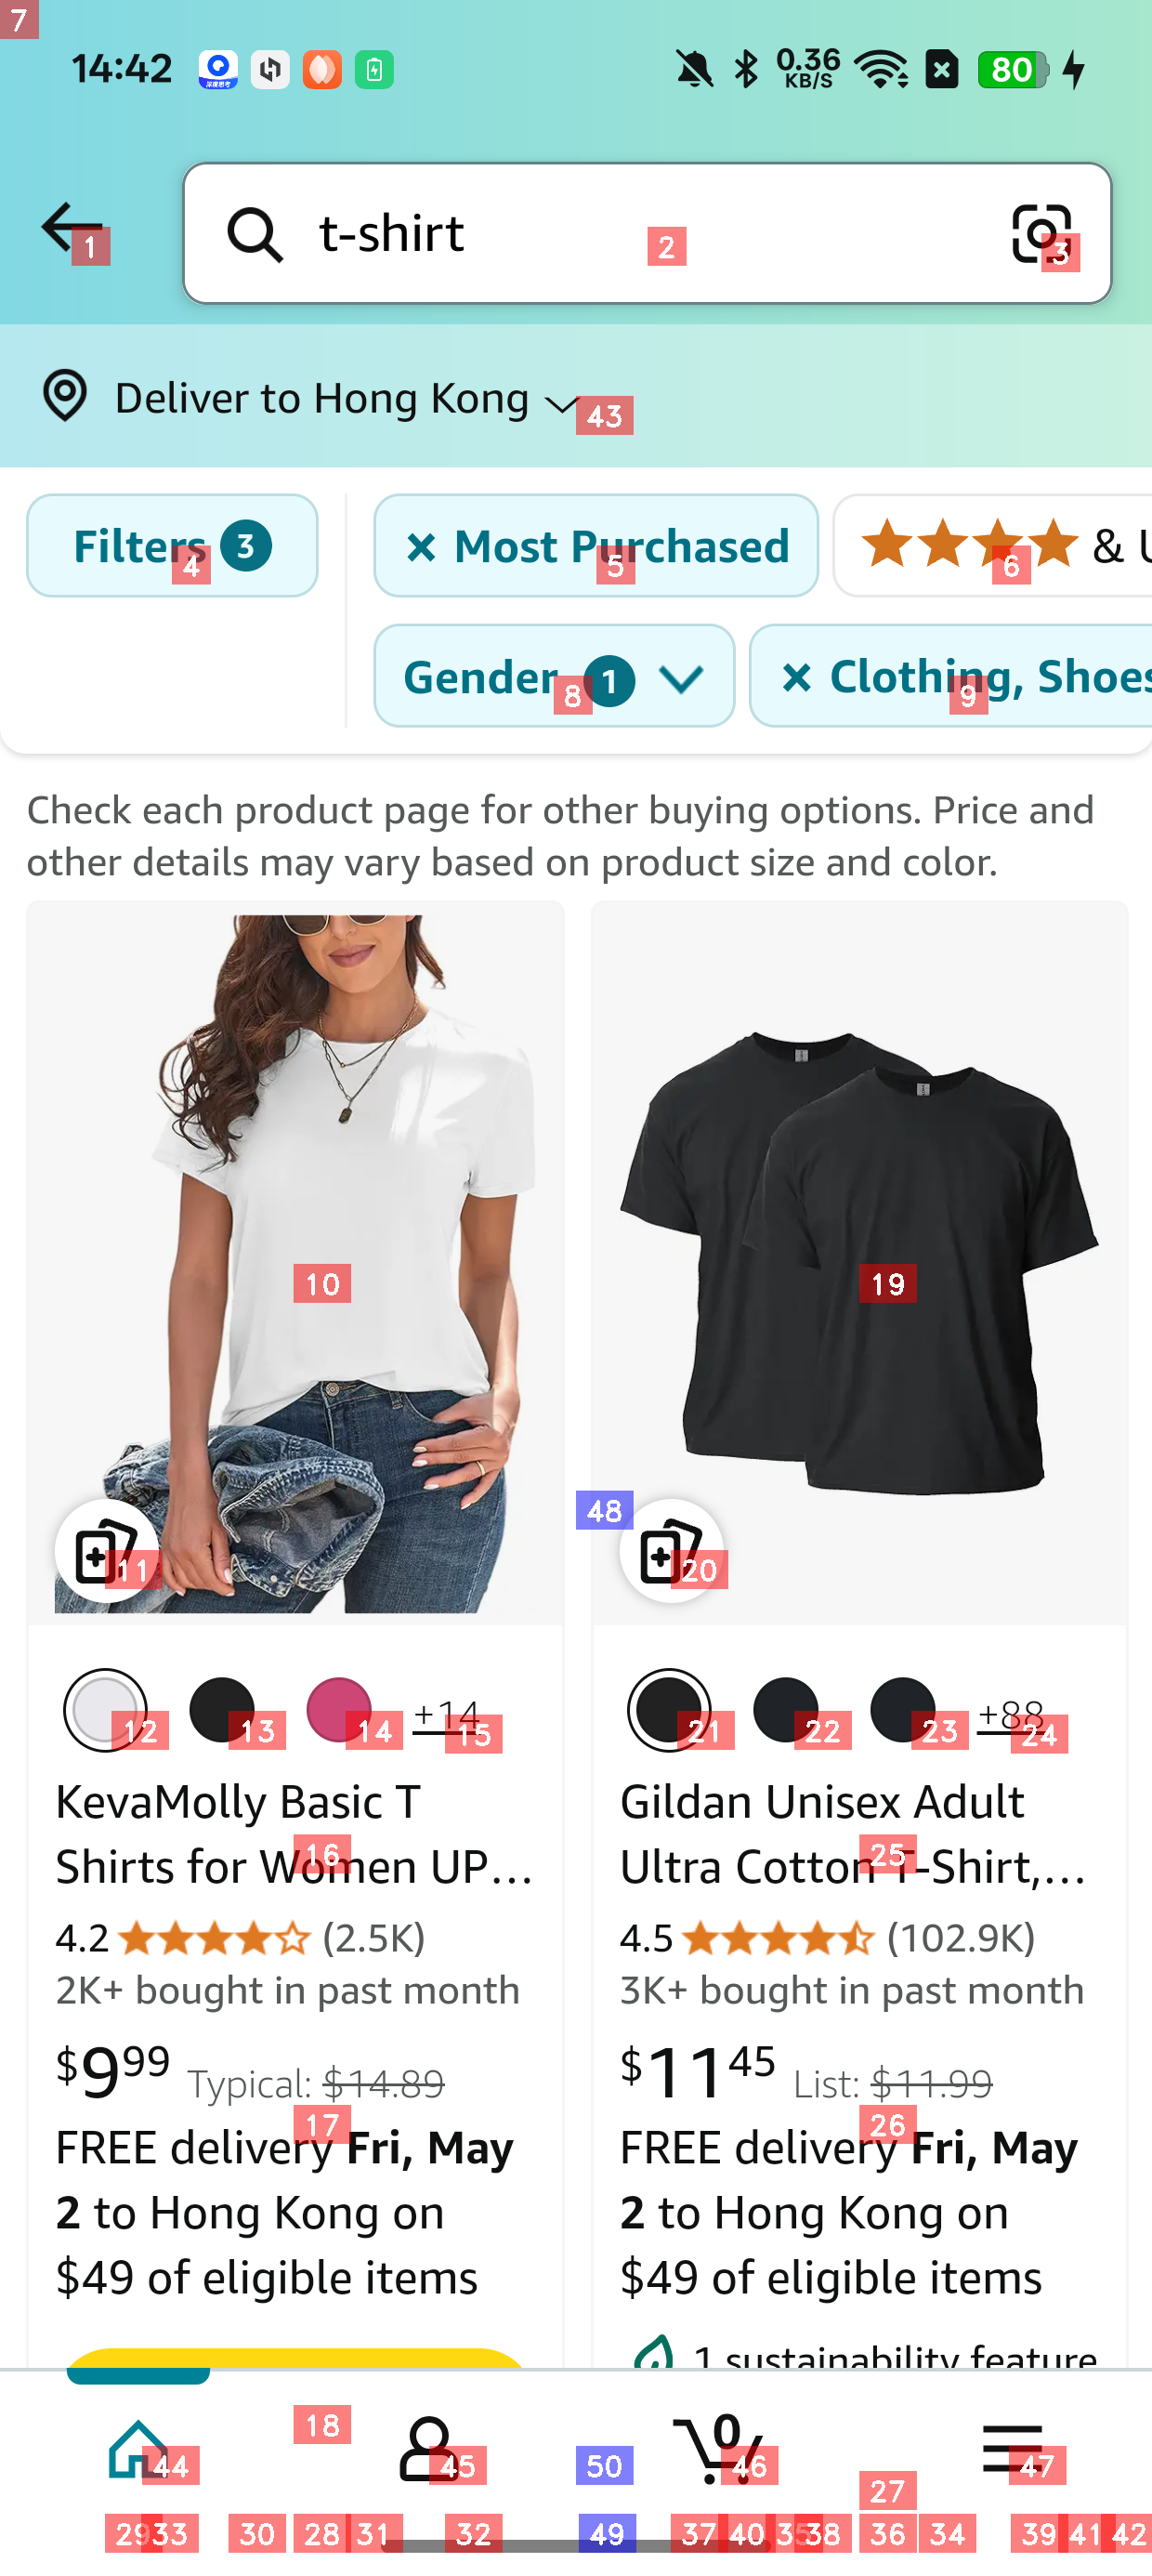 7
14:42
深度思考
0.36
KB/S
80
1
t-shirt
2
3
Deliver to Hong Kong
43
Filters 3
4
Most Purchased
5
& U
6
Gender 1
8
Clothing, Shoes
9
Check each product page for other buying options. Price and
other details may vary based on product size and color.
10
19
11
48
20
12
13
14
+14
15
21
22
23
+88
24
KevaMolly Basic T
Shirts for Women UP...
16
4.2 (2.5K)
2K+ bought in past month
$9.99 Typical: $14.89
17
FREE delivery Fri, May
2 to Hong Kong on
$49 of eligible items
Gildan Unisex Adult
Ultra Cotton T-Shirt,...
25
4.5 (102.9K)
3K+ bought in past month
$11.45 List: $11.99
26
FREE delivery Fri, May
2 to Hong Kong on
$49 of eligible items
1 sustainability feature
18
0
44
45
50
46
47
27
29 33 30 28 31 32 49 37 40 35 38 36 34 39 41 42